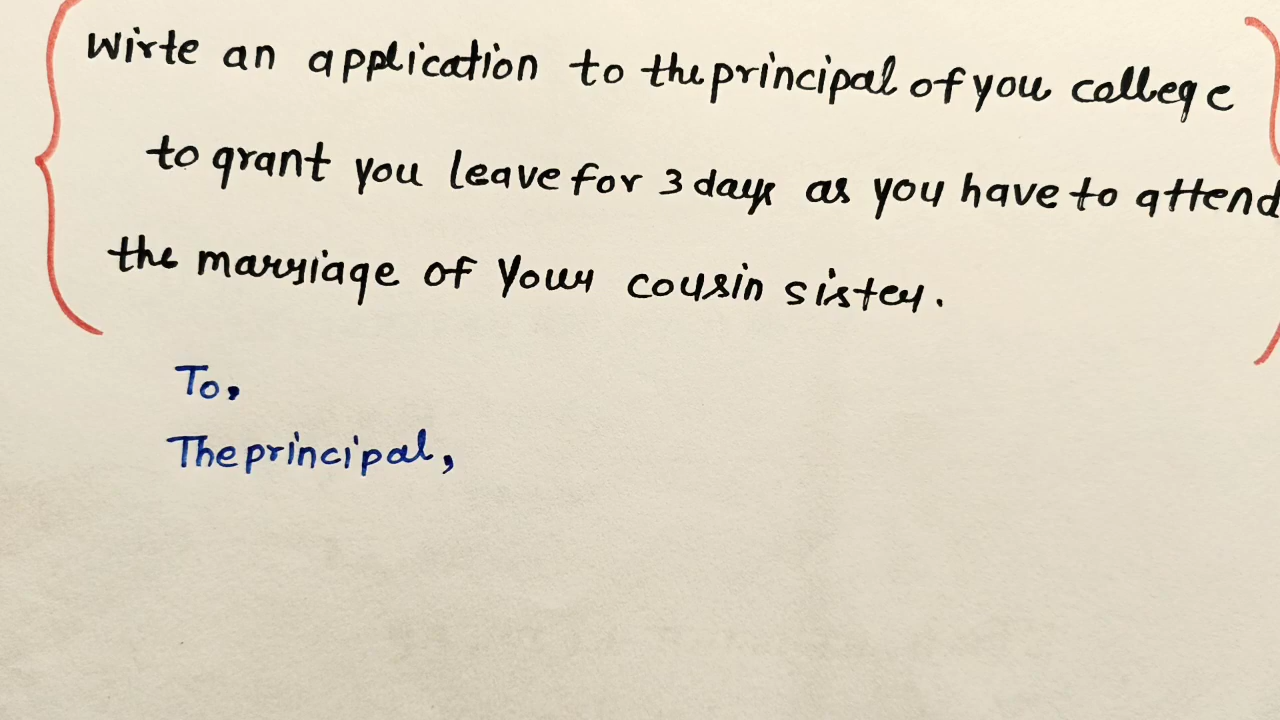 Wirte an application to the principal of you college
to grant you leave for 3 days as you have to attend
the marriage of Your cousin sister.
To,
The principal,